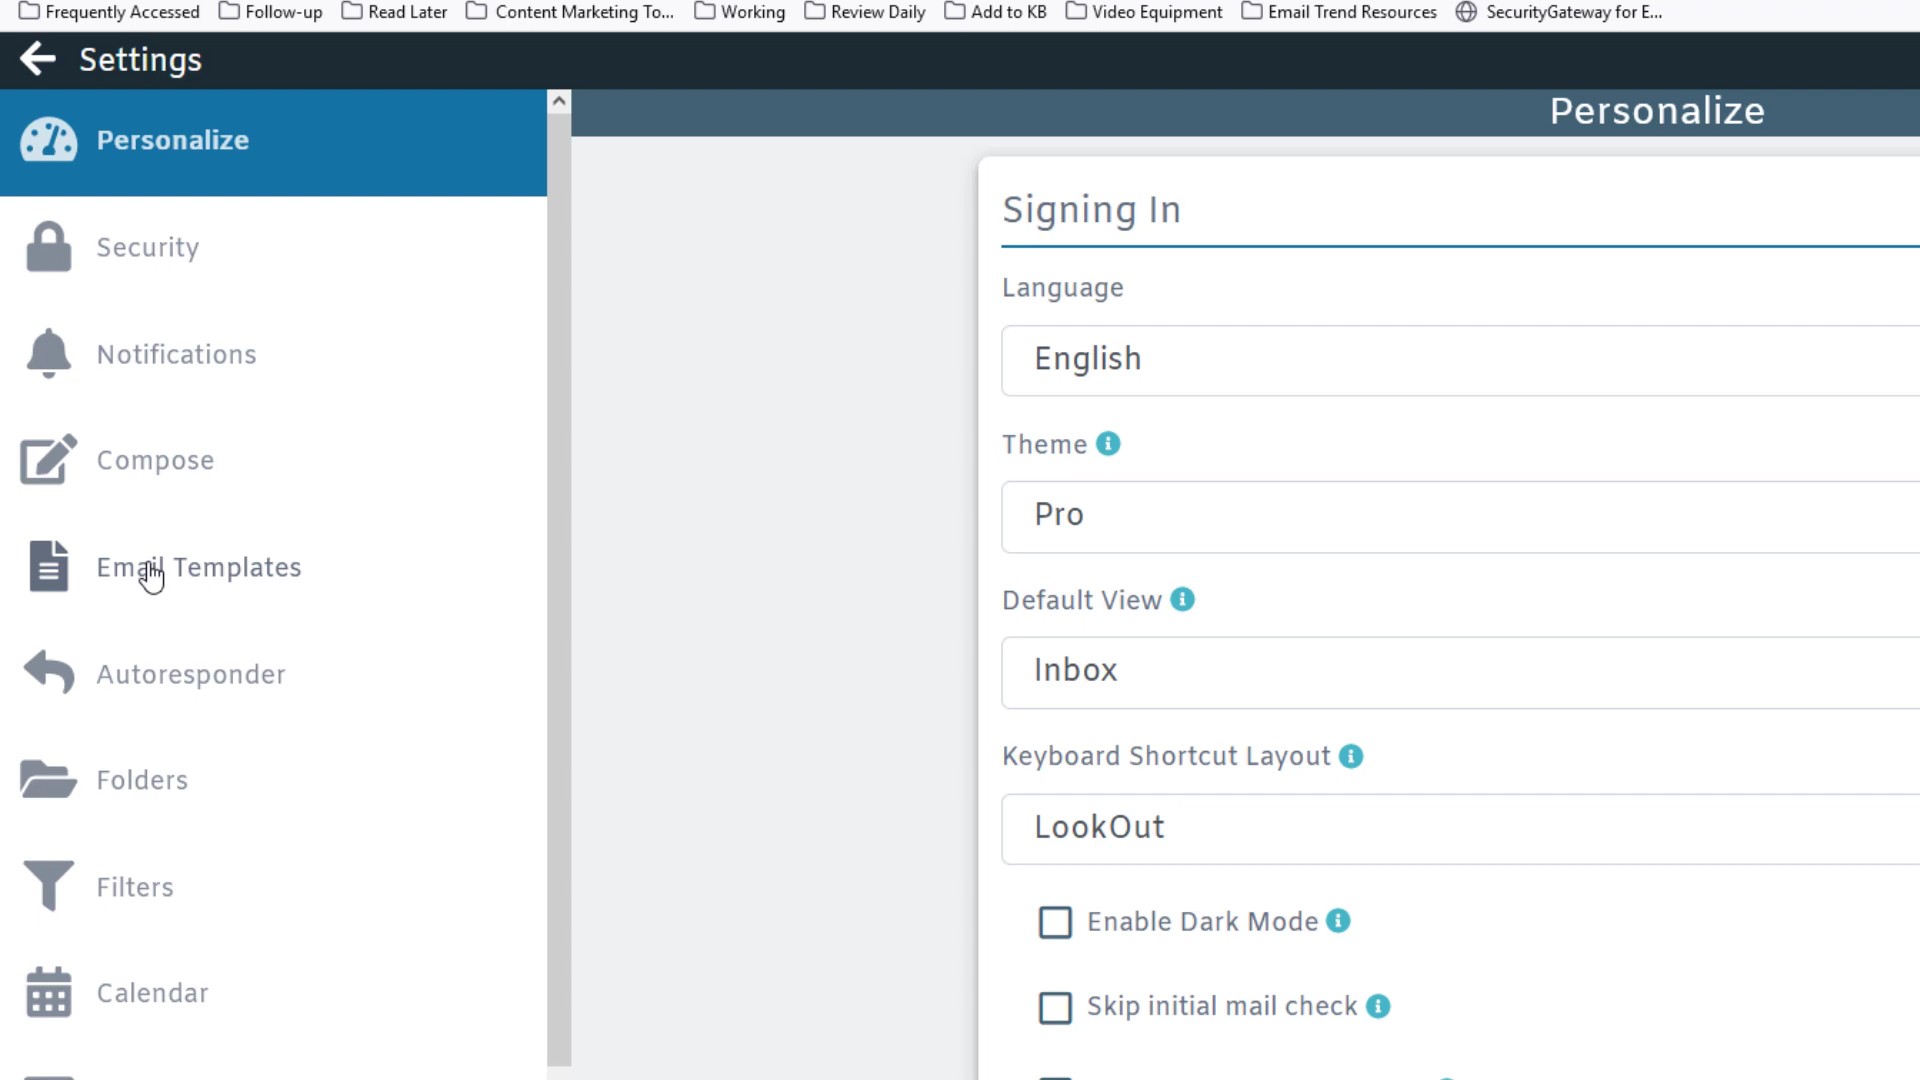 Frequently Accessed Follow-up Read Later Content Marketing To... Working Review Daily Add to KB Video Equipment Email Trend Resources SecurityGateway for E...
Settings
Personalize
Security
Notifications
Compose
Email Templates
Autoresponder
Folders
Filters
Calendar
Personalize
Signing In
Language
English
Theme
Pro
Default View
Inbox
Keyboard Shortcut Layout
LookOut
Enable Dark Mode
Skip initial mail check